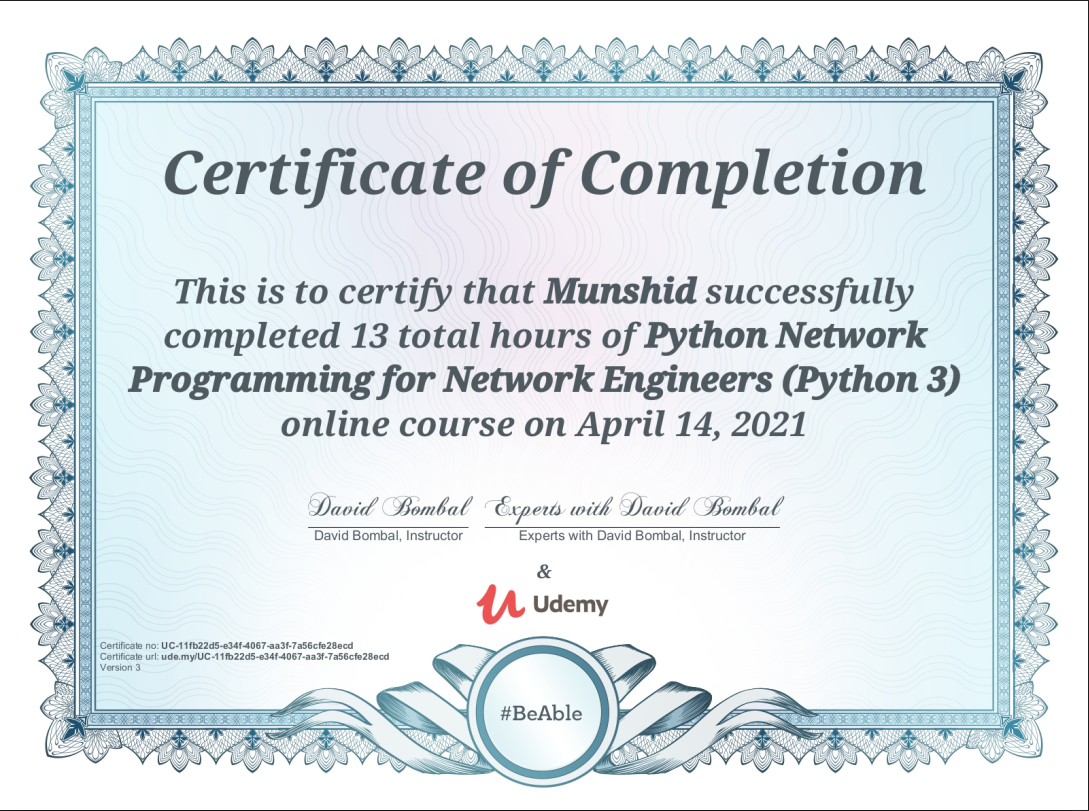 Certificate of Completion
This is to certify that Munshid successfully
completed 13 total hours of Python Network
Programming for Network Engineers (Python 3)
online course on April 14, 2021
David Bombal Experts with David Bombal
David Bombal, Instructor Experts with David Bombal, Instructor
&
Udemy
Certificate no: UC-11fb22d5-e34f-4067-aa3f-7a56cfe28ecd
Certificate url: ude.my/UC-11fb22d5-e34f-4067-aa3f-7a56cfe28ecd
Version 3
#BeAble